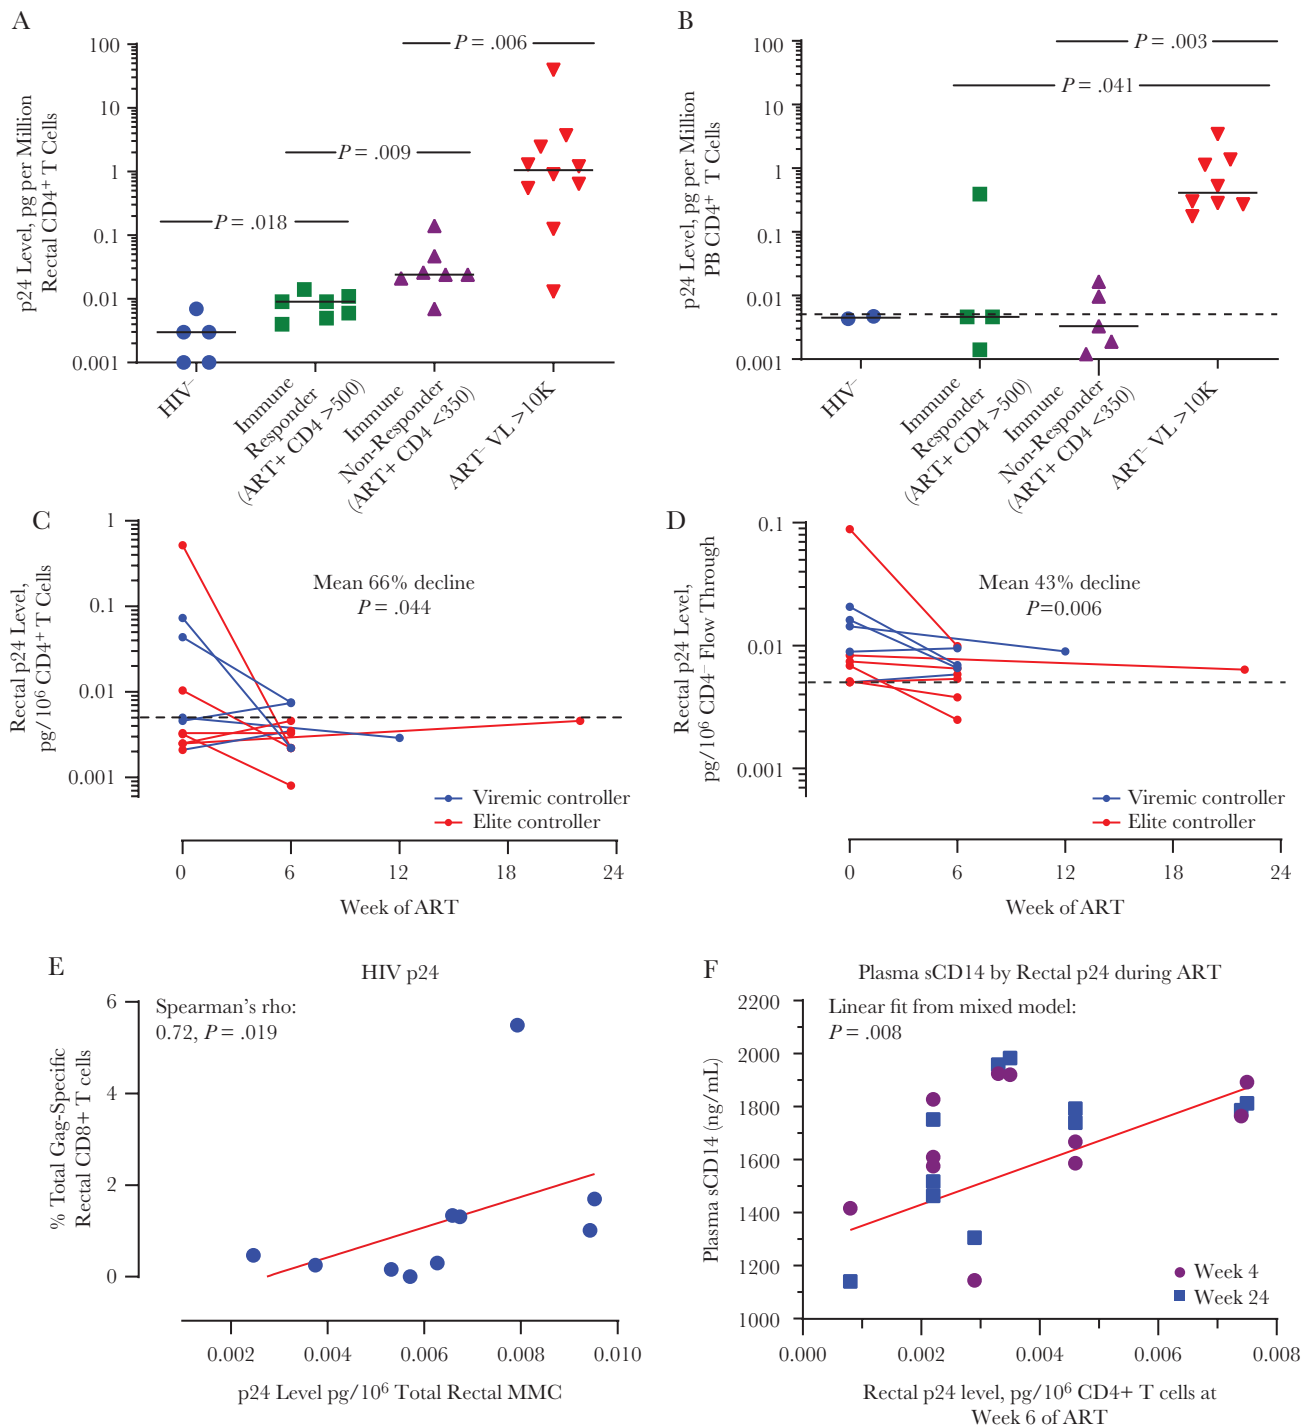 A
p24 Level, pg per Million
Rectal CD4⁺ T Cells
100
10
1
0.1
0.01
0.001
P = .006
P = .009
P = .018
HIV⁻
Immune
Responder
(ART+ CD4 >500)
Immune
Non-Responder
(ART+ CD4 <350)
ART⁻ VL >10K
B
p24 Level, pg per Million
PB CD4⁺ T Cells
100
10
1
0.1
0.01
0.001
P = .003
P = .041
HIV⁻
Immune
Responder
(ART+ CD4 >500)
Immune
Non-Responder
(ART+ CD4 <350)
ART⁻ VL >10K
C
Rectal p24 Level,
pg/10⁶ CD4⁺ T Cells
1
0.1
0.01
0.001
Mean 66% decline
P = .044
Viremic controller
Elite controller
0 6 12 18 24
Week of ART
D
Rectal p24 Level,
pg/10⁶ CD4⁻ Flow Through
0.1
0.01
0.001
Mean 43% decline
P=0.006
Viremic controller
Elite controller
0 6 12 18 24
Week of ART
E
HIV p24
Spearman's rho:
0.72, P = .019
% Total Gag-Specific
Rectal CD8+ T cells
6
4
2
0
0.002 0.004 0.006 0.008 0.010
p24 Level pg/10⁶ Total Rectal MMC
F
Plasma sCD14 by Rectal p24 during ART
Linear fit from mixed model:
P = .008
Plasma sCD14 (ng/mL)
2200
2000
1800
1600
1400
1200
1000
Week 4
Week 24
0.000 0.002 0.004 0.006 0.008
Rectal p24 level, pg/10⁶ CD4+ T cells at
Week 6 of ART